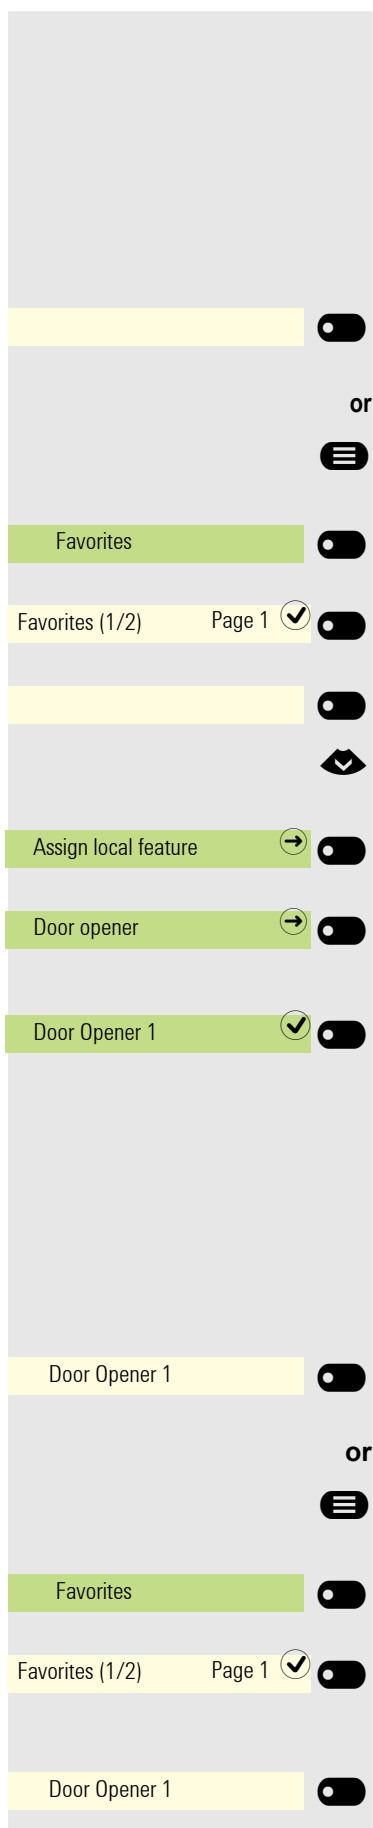 or
Favorites
Favorites (1/2) Page 1
Assign local feature
Door opener
Door Opener 1
Door Opener 1
or
Favorites
Favorites (1/2) Page 1
Door Opener 1